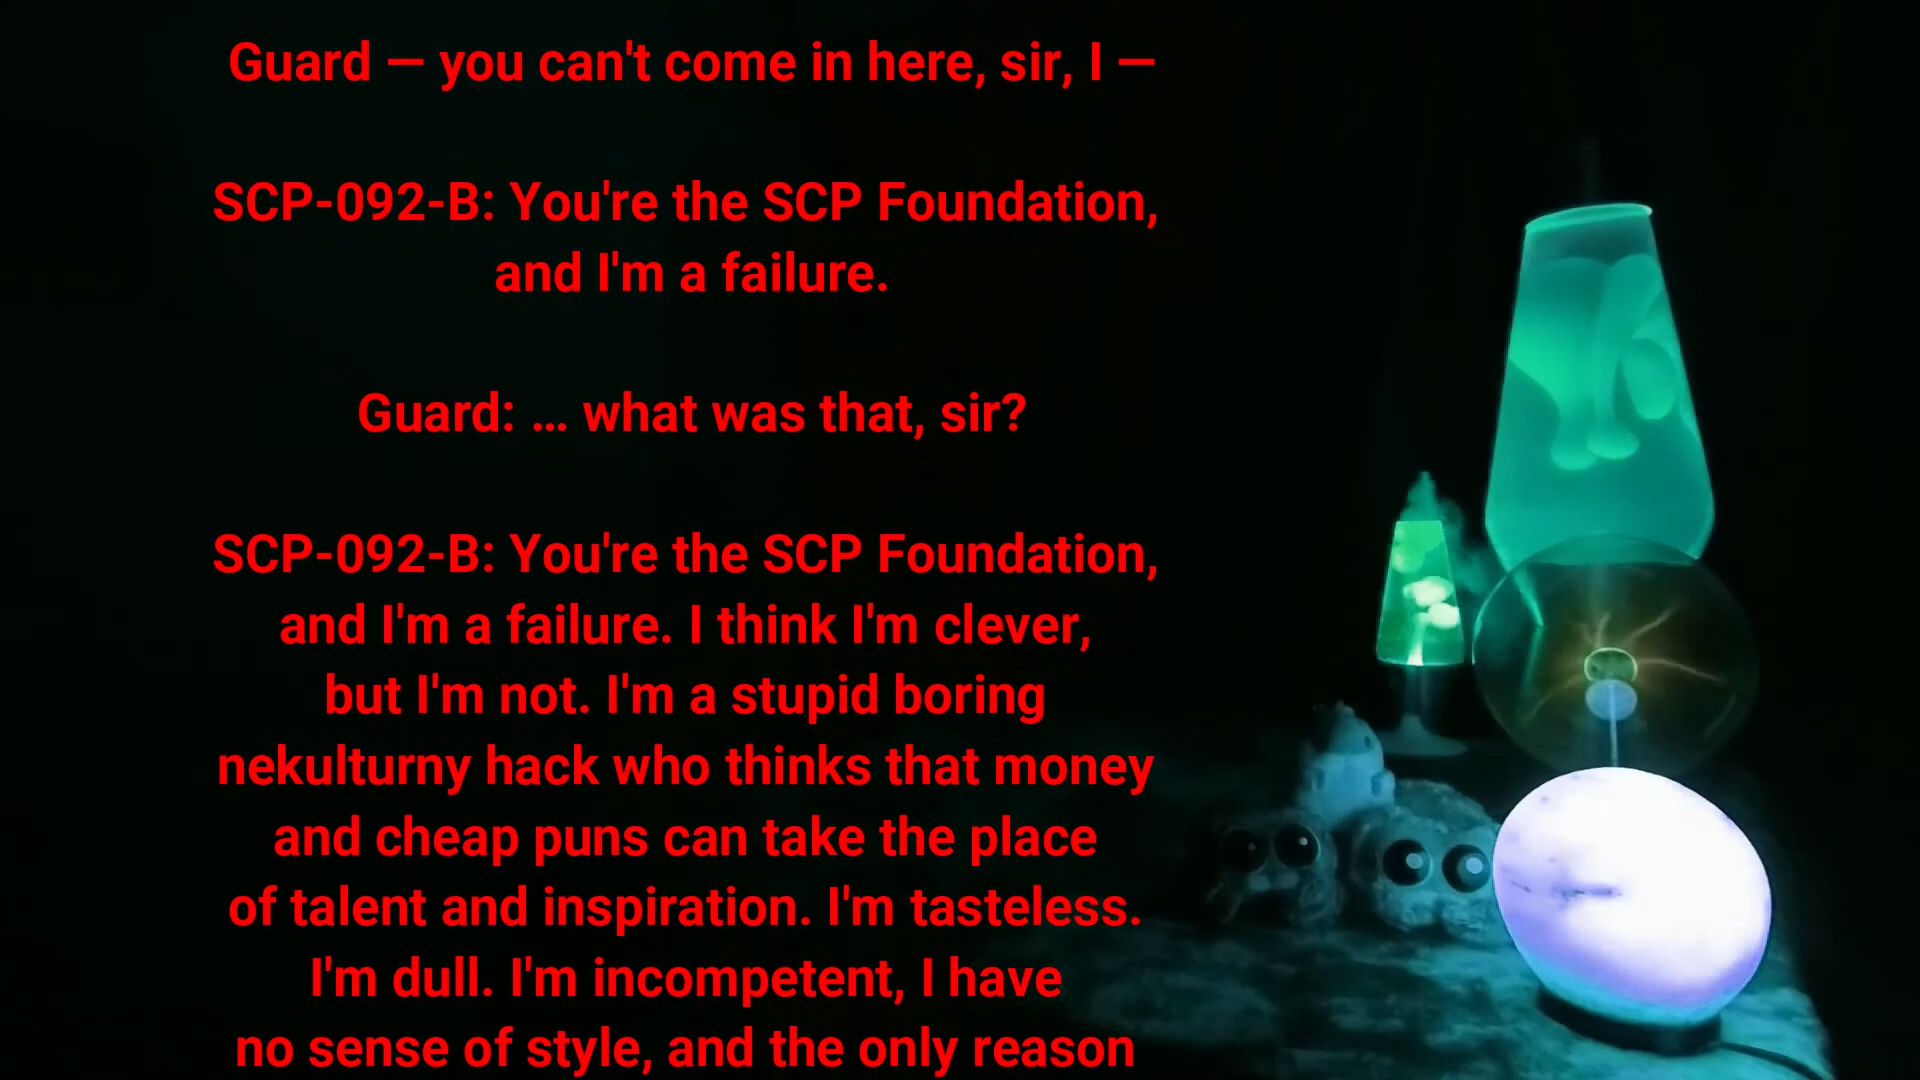 Guard — you can't come in here, sir, I —
SCP-092-B: You're the SCP Foundation,
and I'm a failure.
Guard: … what was that, sir?
SCP-092-B: You're the SCP Foundation,
and I'm a failure. I think I'm clever,
but I'm not. I'm a stupid boring
nekulturny hack who thinks that money
and cheap puns can take the place
of talent and inspiration. I'm tasteless.
I'm dull. I'm incompetent, I have
no sense of style, and the only reason